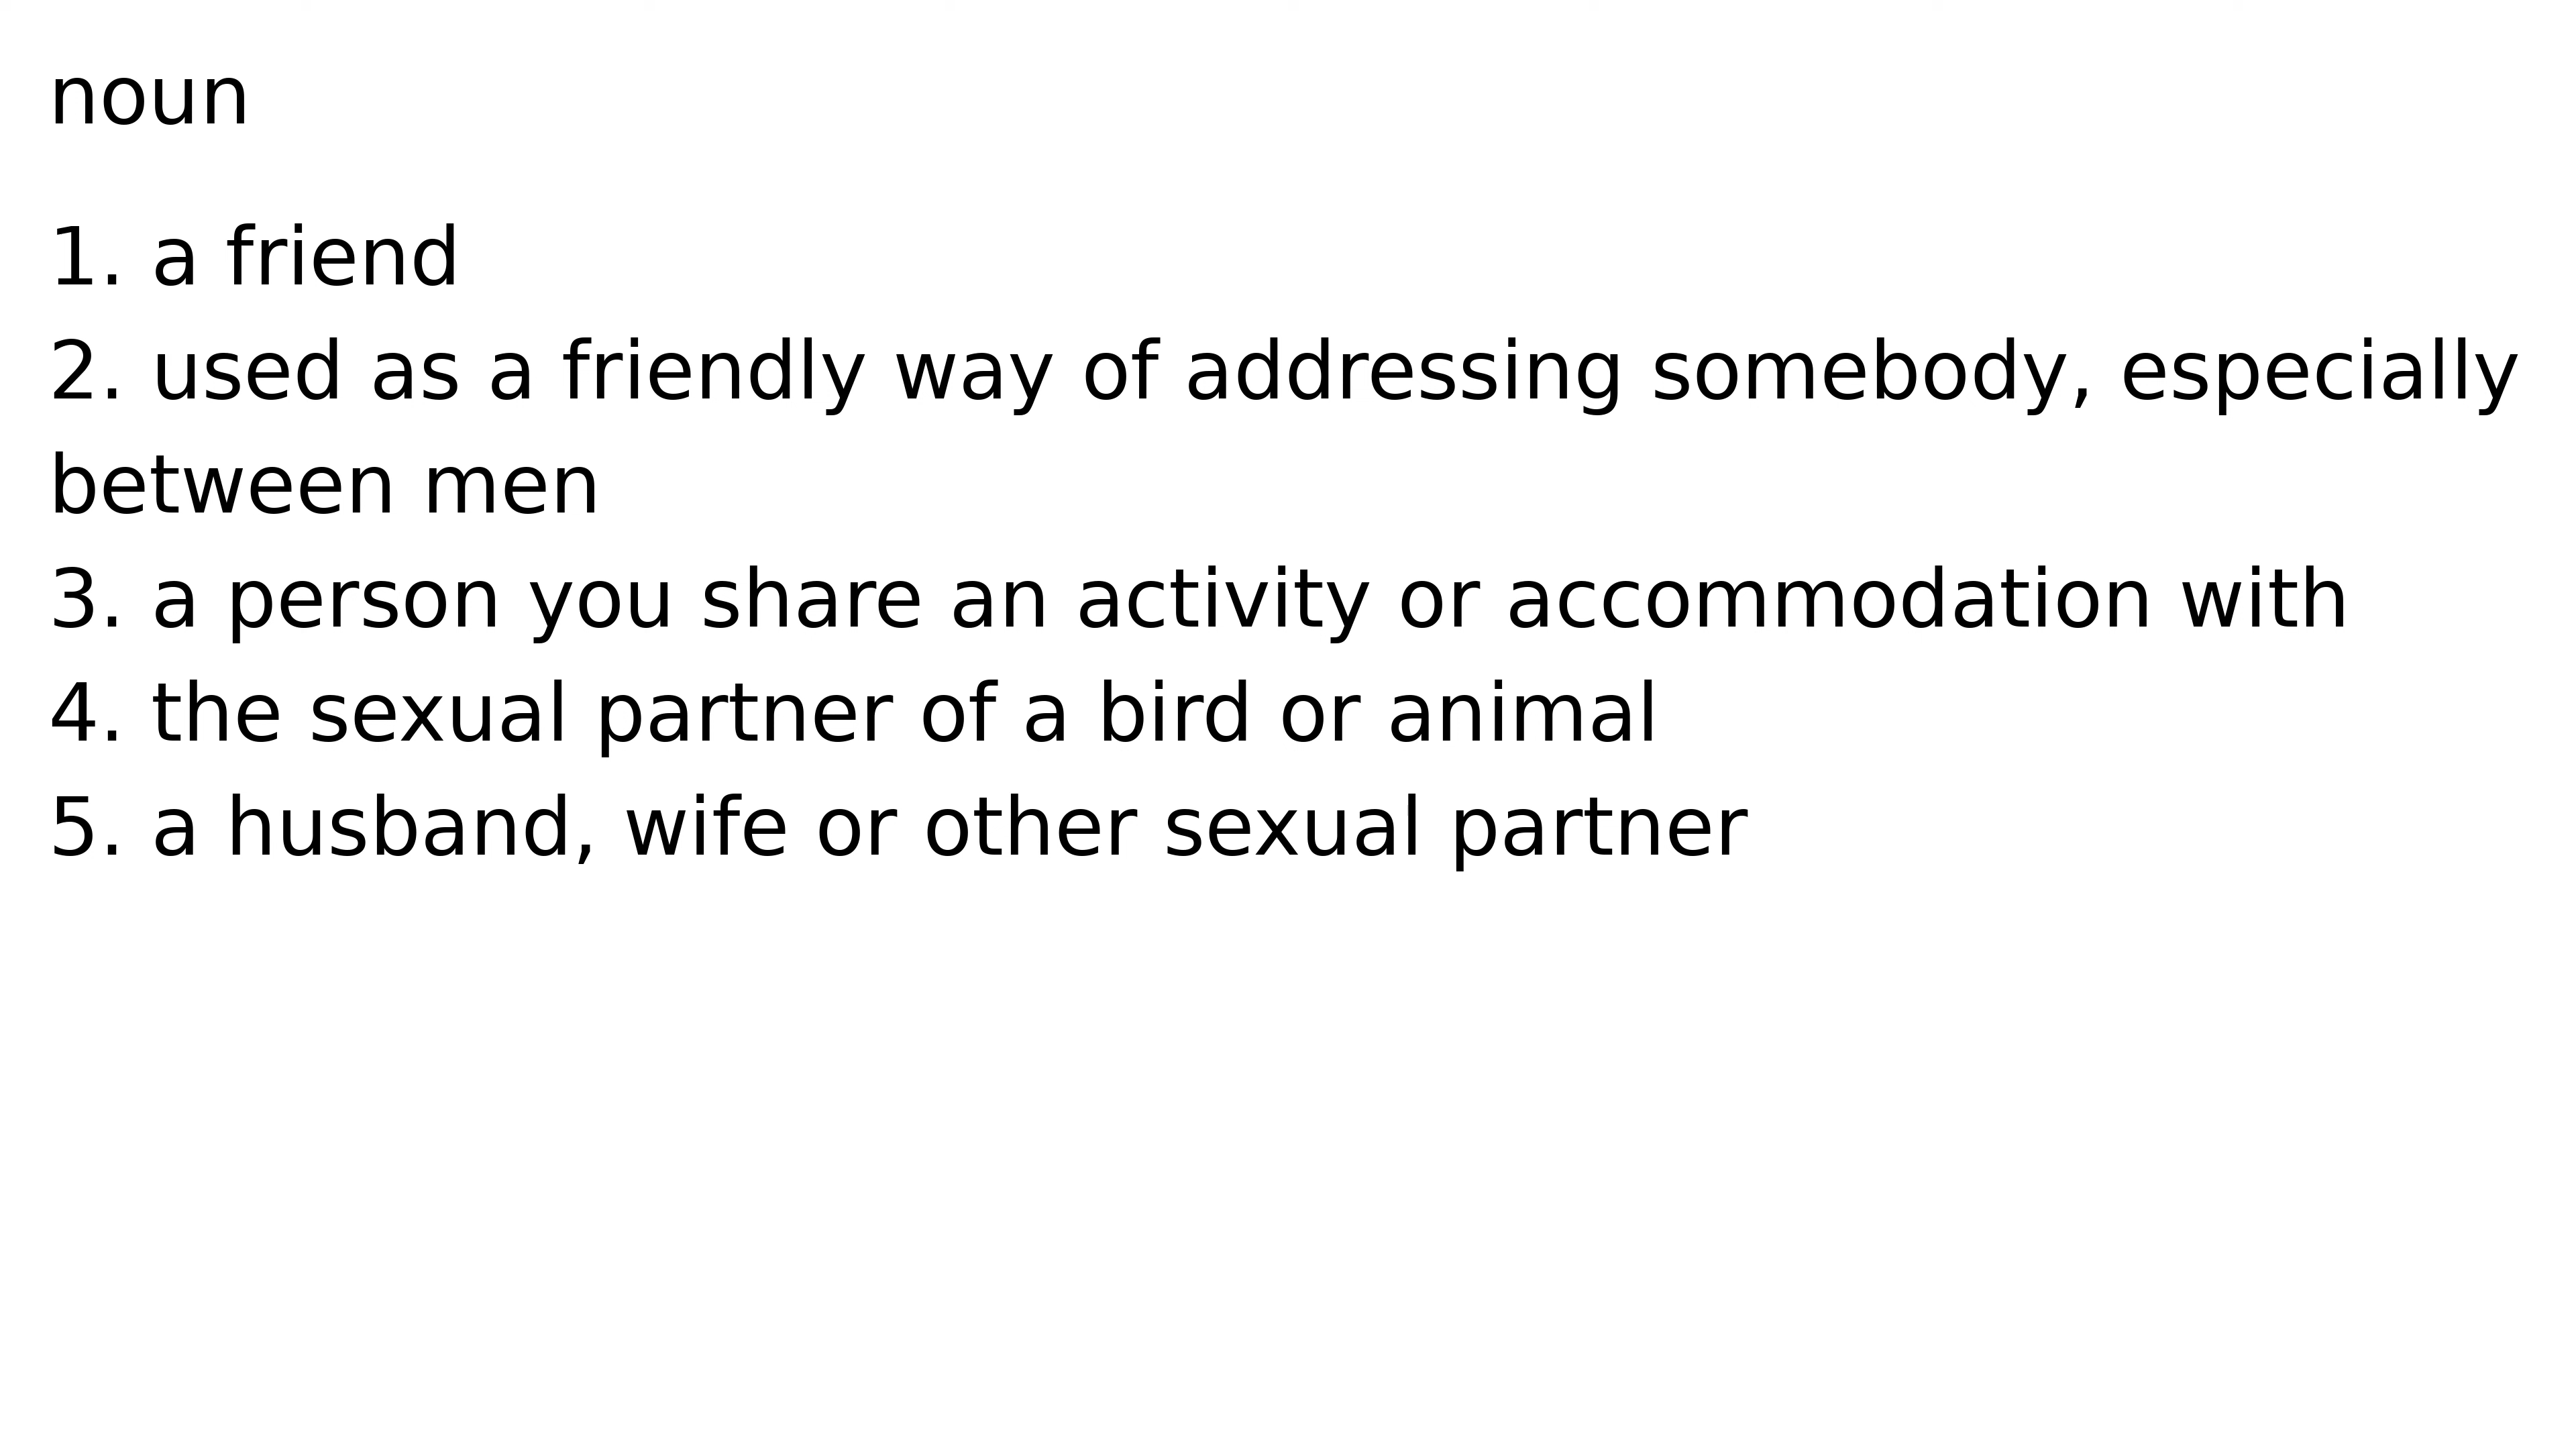 noun
1. a friend
2. used as a friendly way of addressing somebody, especially
between men
3. a person you share an activity or accommodation with
4. the sexual partner of a bird or animal
5. a husband, wife or other sexual partner